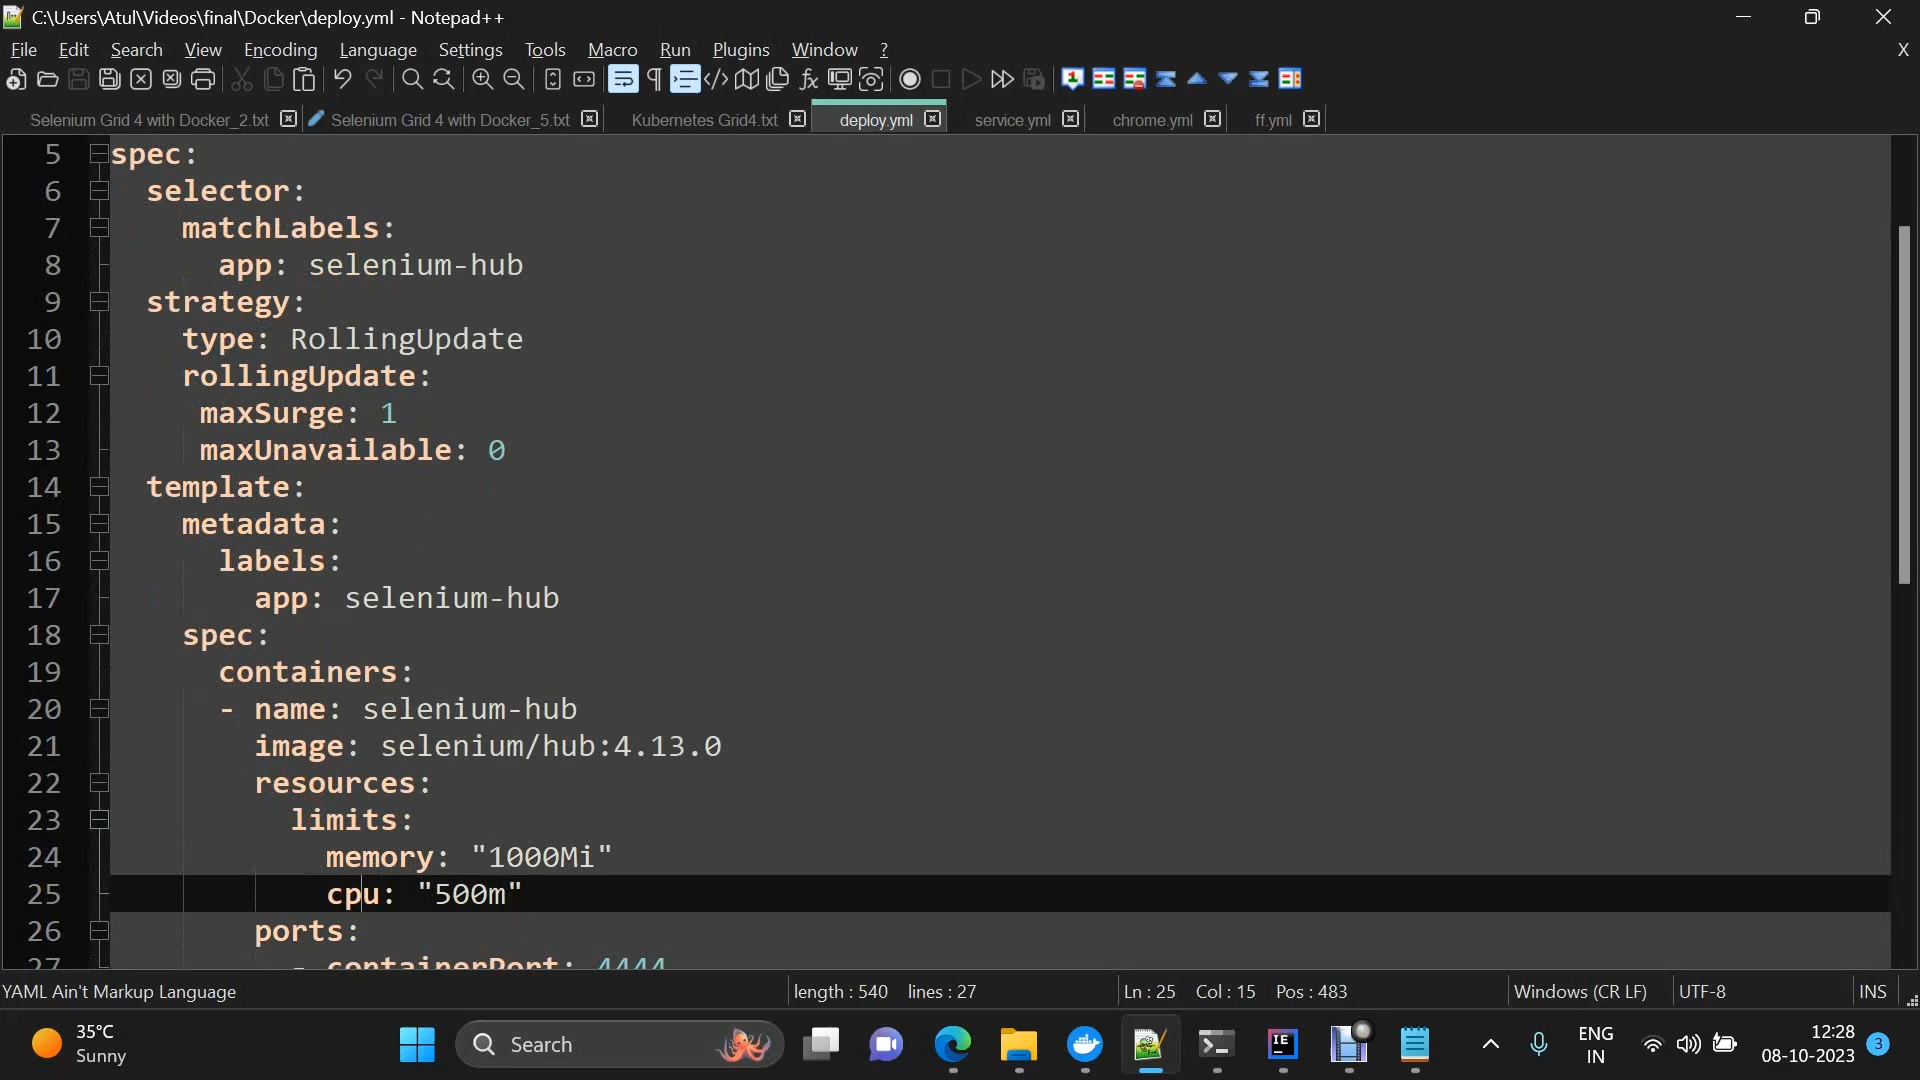 C:\Users\Atul\Videos\final\Docker\deploy.yml - Notepad++
File Edit Search View Encoding Language Settings Tools Macro Run Plugins Window ? X
Selenium Grid 4 with Docker_2.txt Selenium Grid 4 with Docker_5.txt Kubernetes Grid4.txt deploy.yml service.yml chrome.yml ff.yml
5 spec:
6 selector:
7 matchLabels:
8 app: selenium-hub
9 strategy:
10 type: RollingUpdate
11 rollingUpdate:
12 maxSurge: 1
13 maxUnavailable: 0
14 template:
15 metadata:
16 labels:
17 app: selenium-hub
18 spec:
19 containers:
20 - name: selenium-hub
21 image: selenium/hub:4.13.0
22 resources:
23 limits:
24 memory: "1000Mi"
25 cpu: "500m"
26 ports:
27 - containerPort: 4444
YAML Ain't Markup Language length : 540 lines : 27 Ln : 25 Col : 15 Pos : 483 Windows (CR LF) UTF-8 INS
35°C
Sunny
Search
ENG
IN
12:28
08-10-2023
3